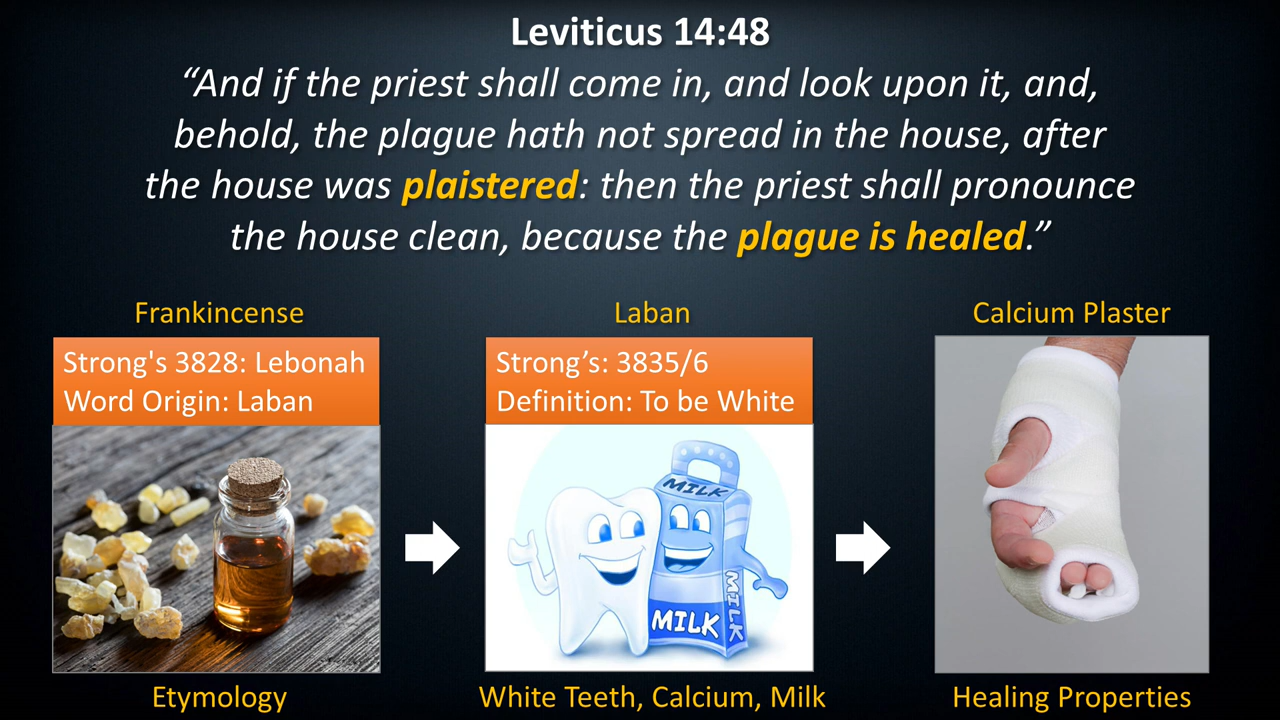 Leviticus 14:48
“And if the priest shall come in, and look upon it, and,
behold, the plague hath not spread in the house, after
the house was plaistered: then the priest shall pronounce
the house clean, because the plague is healed.”
Frankincense
Strong's 3828: Lebonah
Word Origin: Laban
Etymology
Laban
Strong’s: 3835/6
Definition: To be White
MILK
MILK
MILK
White Teeth, Calcium, Milk
Calcium Plaster
Healing Properties